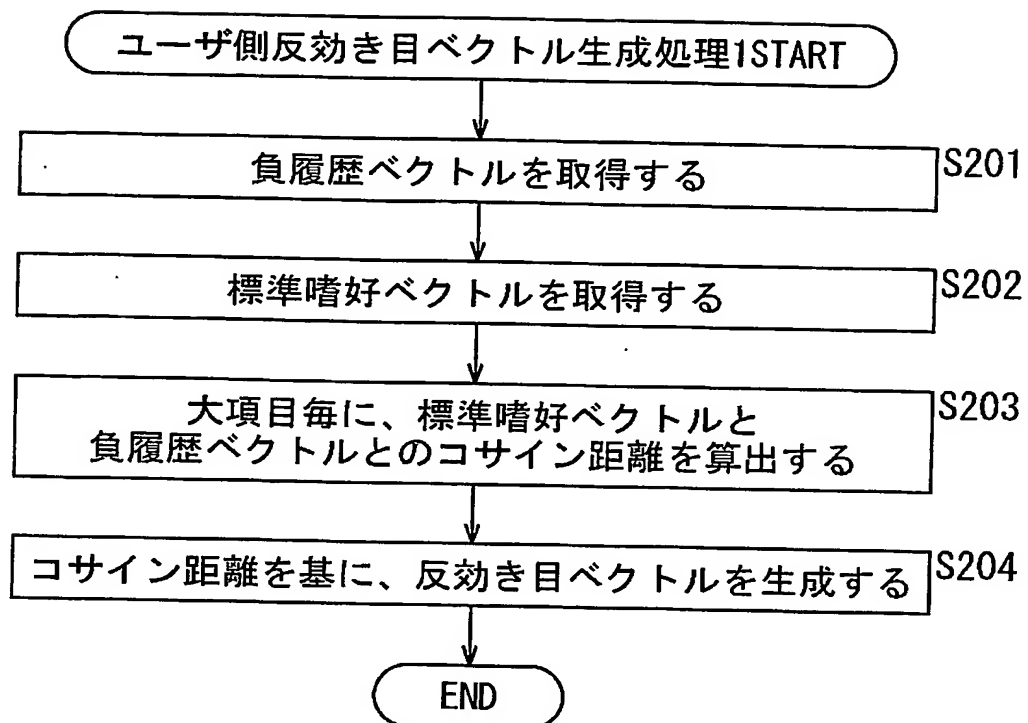 ユーザ側反効き目ベクトル生成処理1START
負履歴ベクトルを取得する
S201
標準嗜好ベクトルを取得する
S202
大項目毎に、標準嗜好ベクトルと
負履歴ベクトルとのコサイン距離を算出する
S203
コサイン距離を基に、反効き目ベクトルを生成する
S204
END